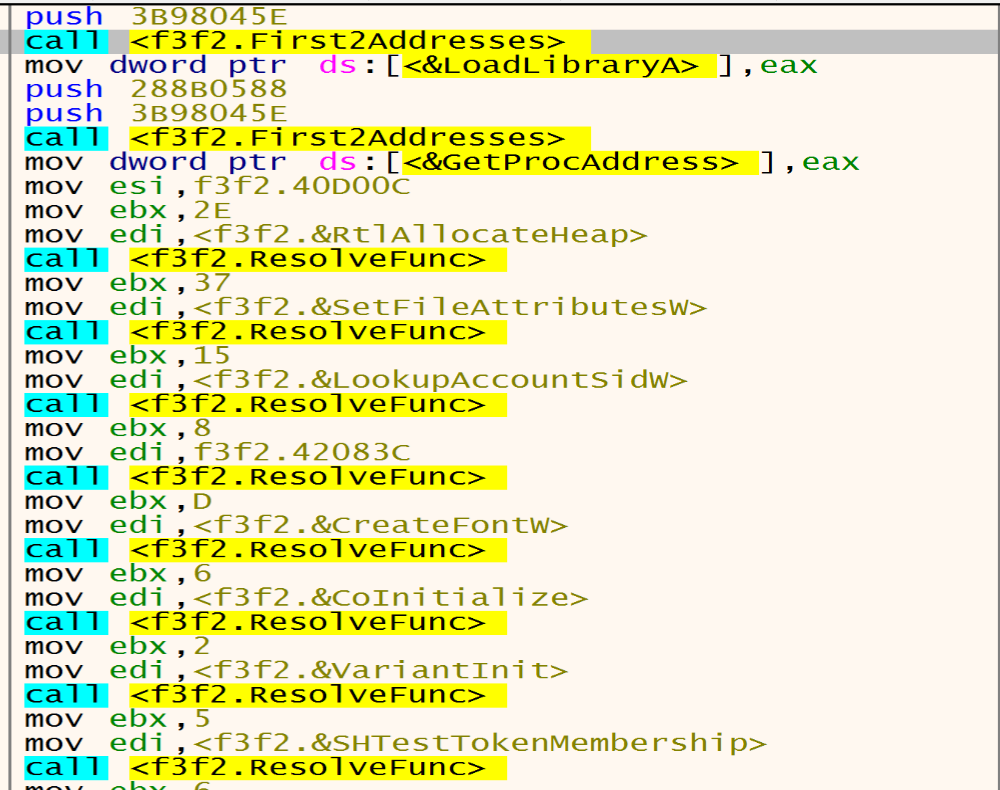 push 3B98045E
call <f3f2.First2Addresses>
mov dword ptr ds:[<&LoadLibraryA>],eax
push 288B0588
push 3B98045E
call <f3f2.First2Addresses>
mov dword ptr ds:[<&GetProcAddress>],eax
mov esi,f3f2.40D00C
mov ebx,2E
mov edi,<f3f2.&RtlAllocateHeap>
call <f3f2.ResolveFunc>
mov ebx,37
mov edi,<f3f2.&SetFileAttributesW>
call <f3f2.ResolveFunc>
mov ebx,15
mov edi,<f3f2.&LookupAccountSidW>
call <f3f2.ResolveFunc>
mov ebx,8
mov edi,f3f2.42083C
call <f3f2.ResolveFunc>
mov ebx,D
mov edi,<f3f2.&CreateFontW>
call <f3f2.ResolveFunc>
mov ebx,6
mov edi,<f3f2.&CoInitialize>
call <f3f2.ResolveFunc>
mov ebx,2
mov edi,<f3f2.&VariantInit>
call <f3f2.ResolveFunc>
mov ebx,5
mov edi,<f3f2.&SHTestTokenMembership>
call <f3f2.ResolveFunc>
mov ebx,6